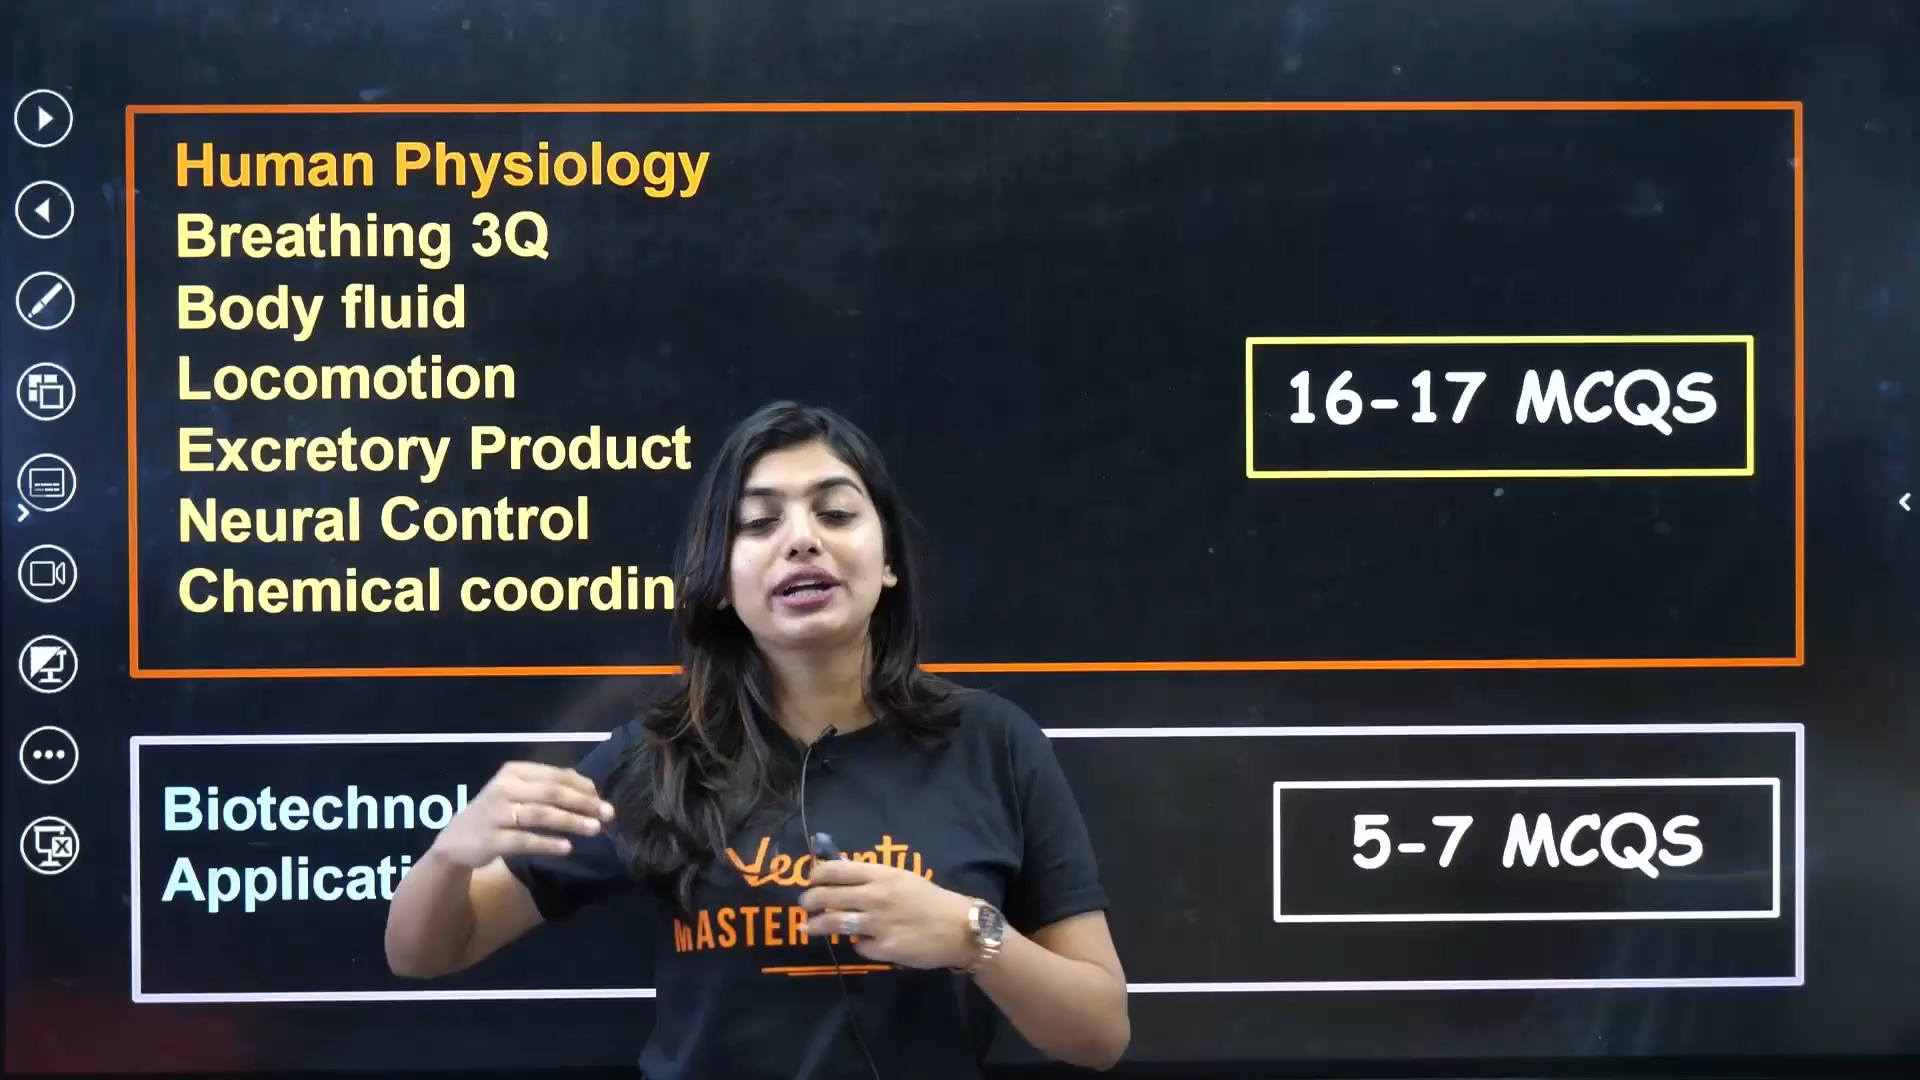 Human Physiology
Breathing 3Q
Body fluid
Locomotion
Excretory Product
Neural Control
Chemical coordin
16-17 MCQS
Biotechnol
Applicati
5-7 MCQS
MASTER